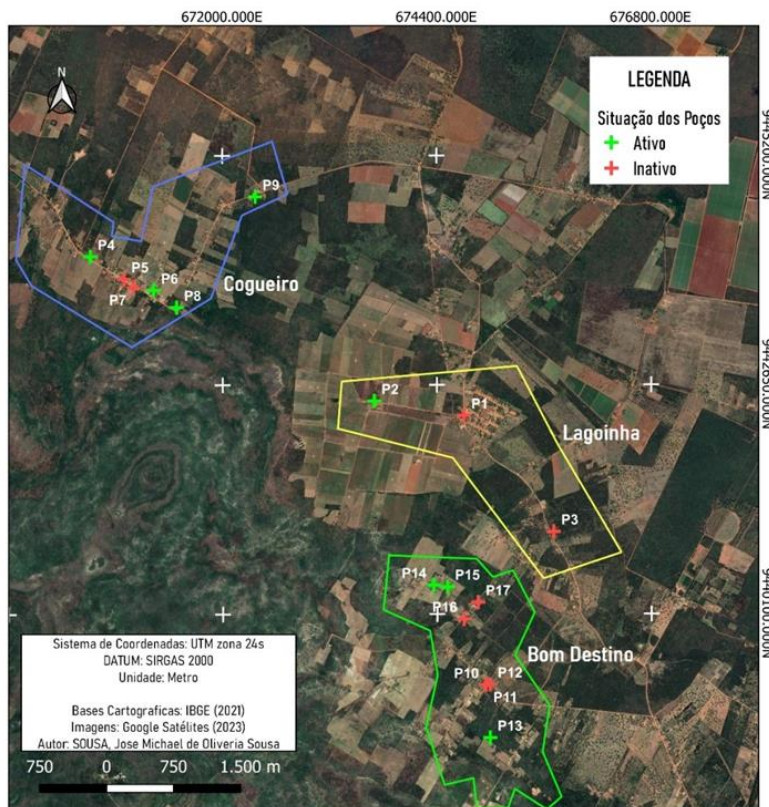 672000.000E 674400.000E 676800.000E
N
LEGENDA
Situação dos Poços
Ativo
Inativo
9445200.000N
P9
P4
P5 P6
P7 P8
Cogueiro
9442650.000N
P2
P1
Lagoinha
P3
9440100.000N
P14 P15
P17
P16
Bom Destino
P10 P12
P11
P13
Sistema de Coordenadas: UTM zona 24s
DATUM: SIRGAS 2000
Unidade: Metro
Bases Cartograficas: IBGE (2021)
Imagens: Google Satélites (2023)
Autor: SOUSA, Jose Michael de Oliveria Sousa
750 0 750 1.500 m